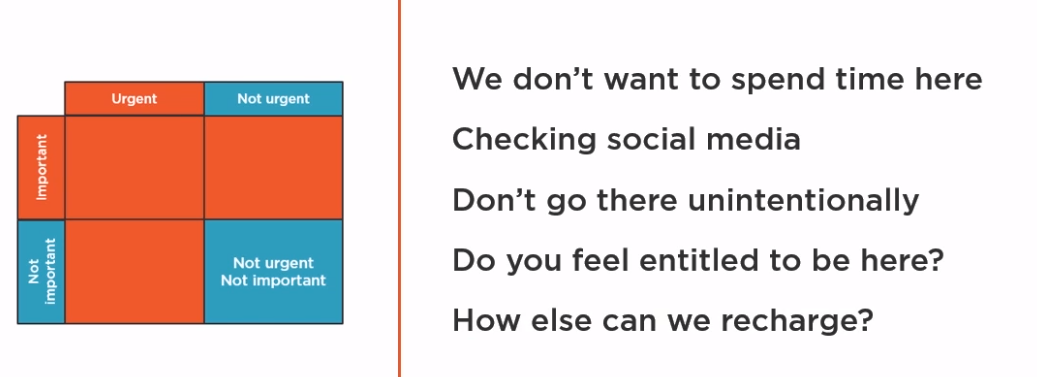 Urgent
Not urgent
Important
Not
important
Not urgent
Not important
We don't want to spend time here
Checking social media
Don't go there unintentionally
Do you feel entitled to be here?
How else can we recharge?